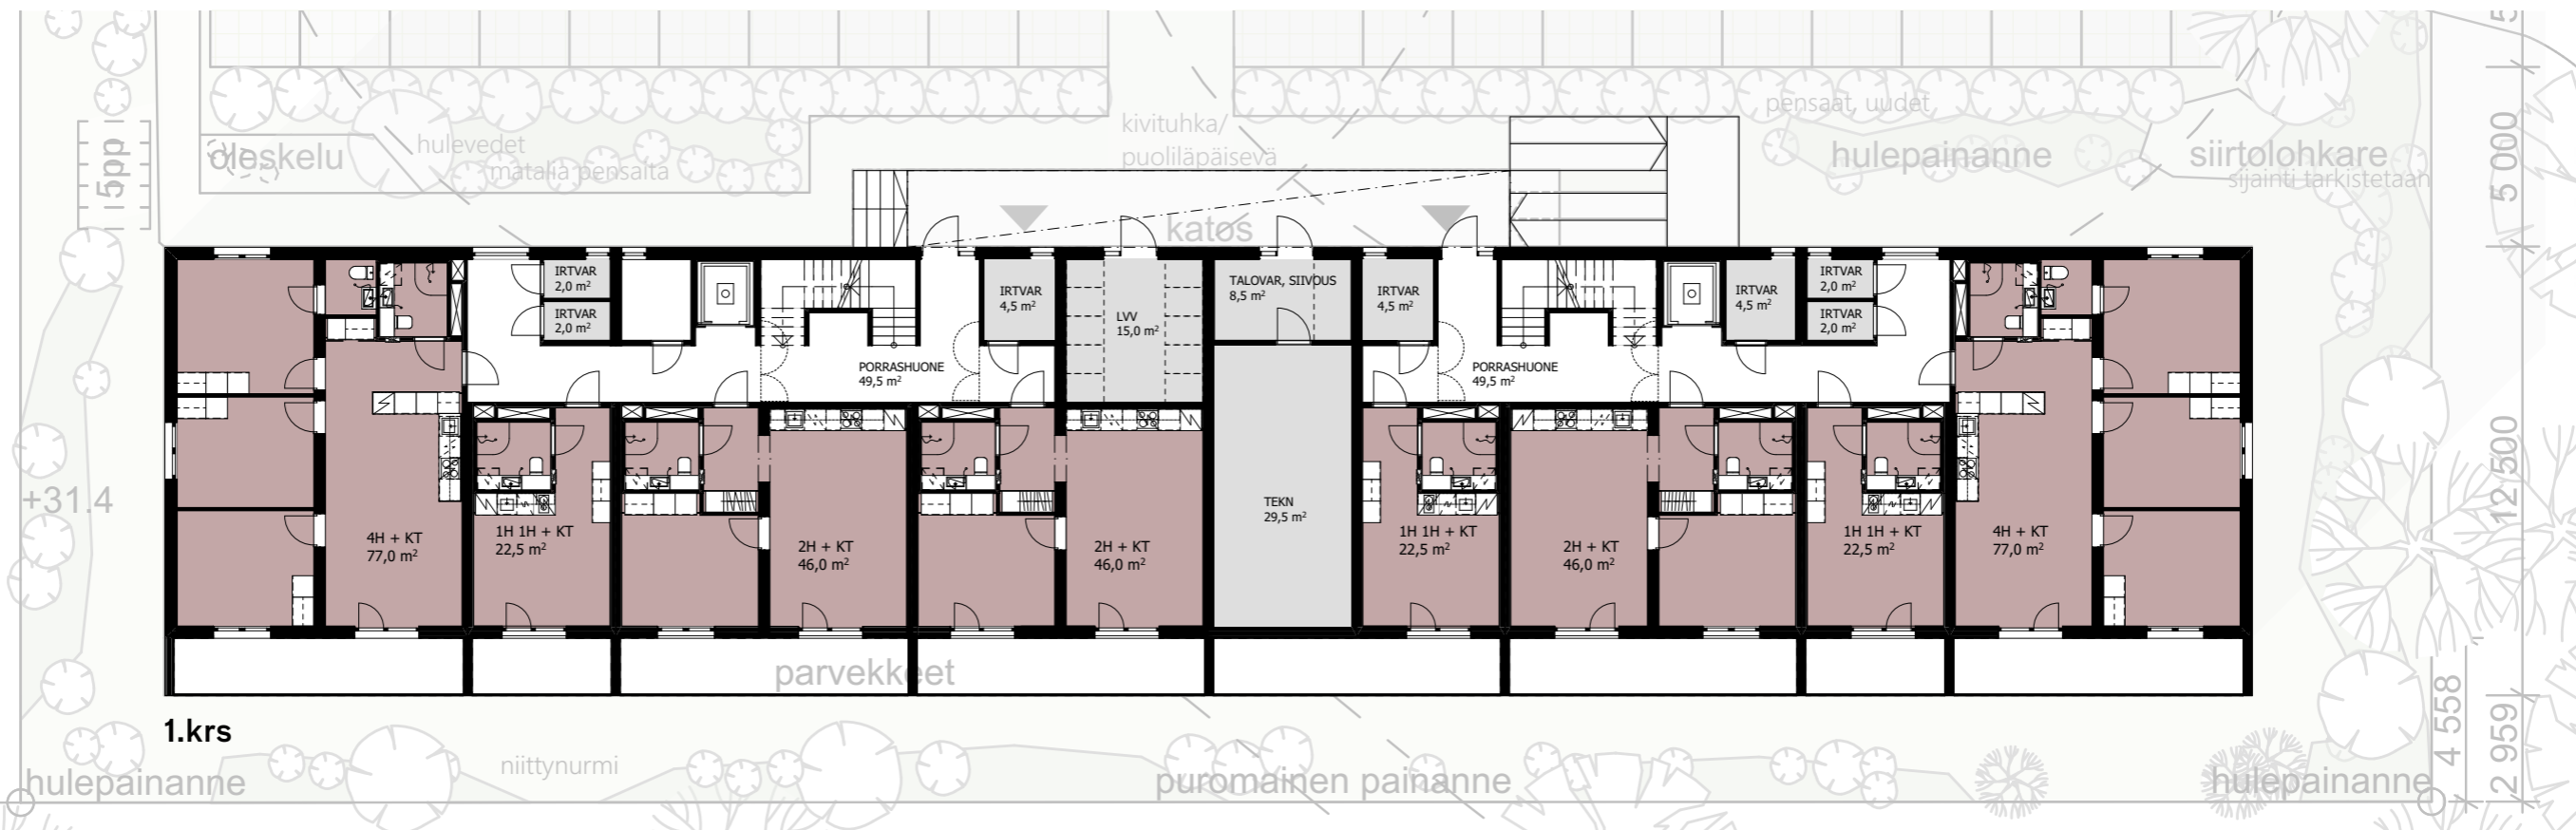 5
pensaat, uudet
kivituhka/
puoliläpäisevä
hulevedet
matalia pensaita
oleskelu
15pp
hulepainanne
siirtolohkare
sijainti tarkistetaan
5 000
katos
IRTVAR
2,0 m²
IRTVAR
2,0 m²
IRTVAR
4,5 m²
LVV
15,0 m²
TALOVAR, SIIVOUS
8,5 m²
IRTVAR
4,5 m²
IRTVAR
4,5 m²
IRTVAR
2,0 m²
IRTVAR
2,0 m²
PORRASHUONE
49,5 m²
PORRASHUONE
49,5 m²
+31.4
12 500
TEKN
29,5 m²
4H + KT
77,0 m²
1H 1H + KT
22,5 m²
2H + KT
46,0 m²
2H + KT
46,0 m²
1H 1H + KT
22,5 m²
2H + KT
46,0 m²
1H 1H + KT
22,5 m²
4H + KT
77,0 m²
parvekkeet
4 558
2 959
1.krs
niittynurmi
hulepainanne
puromainen painanne
hulepainanne